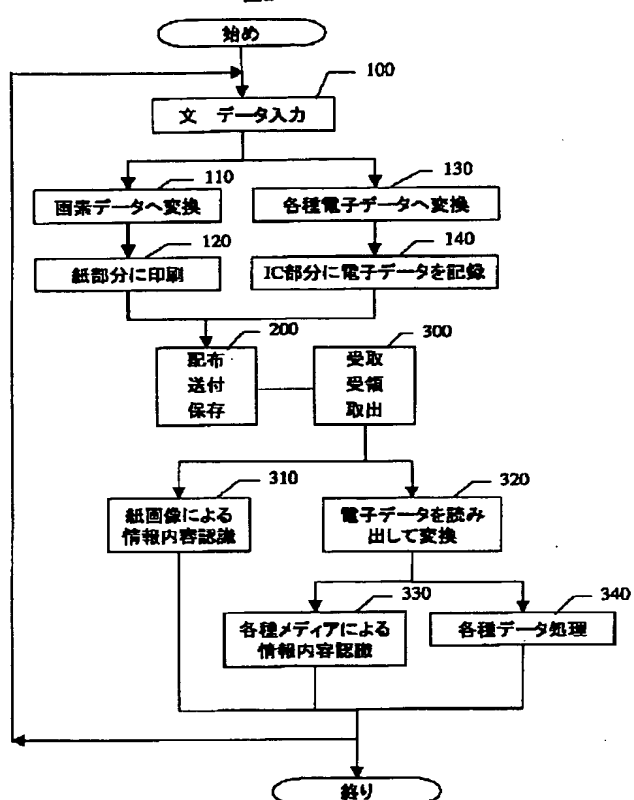 始め
100
文 データ入力
110
130
画素データへ変換
各種電子データへ変換
120
140
紙部分に印刷
IC部分に電子データを記録
200
300
配布
送付
保存
受取
受領
取出
310
320
紙画像による
情報内容認識
電子データを読み
出して変換
330
340
各種メディアによる
情報内容認識
各種データ処理
終り